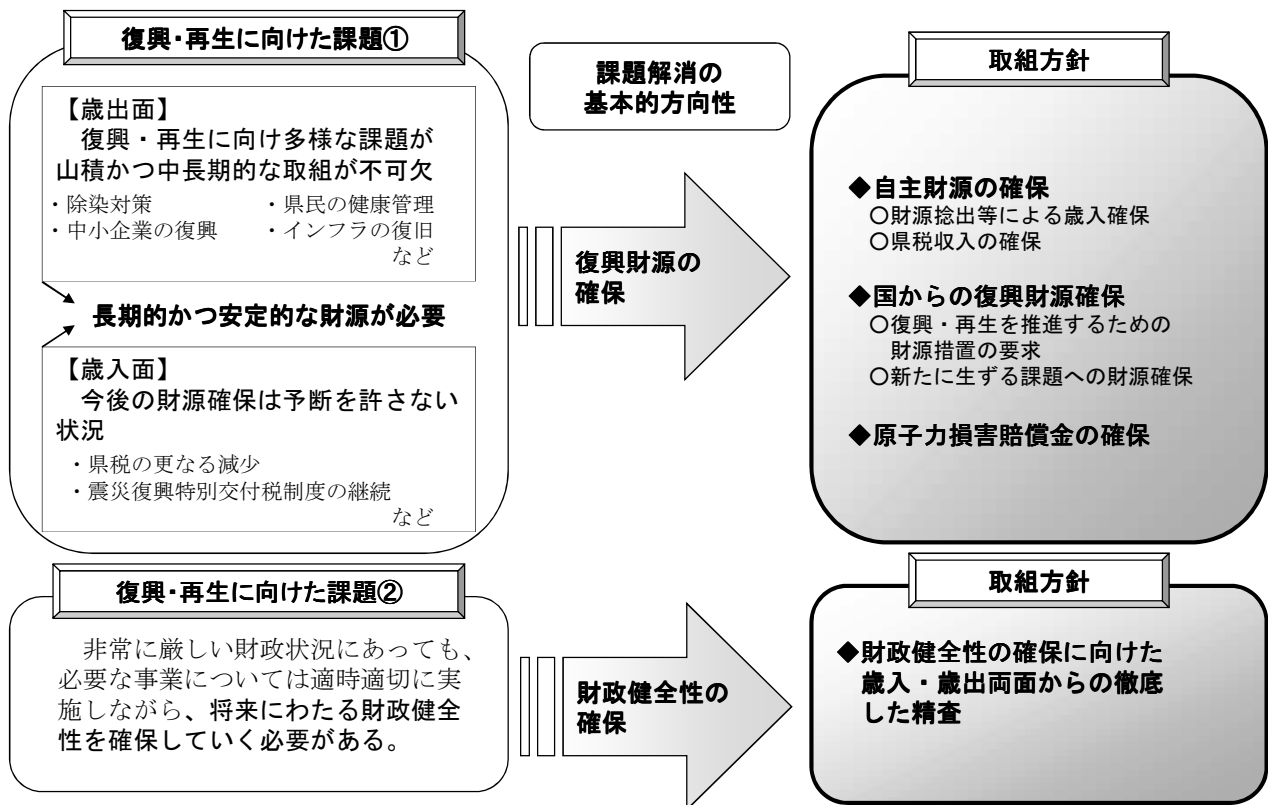 復興・再生に向けた課題①
【歳出面】
復興・再生に向け多様な課題が
山積かつ中長期的な取組が不可欠
・除染対策　・県民の健康管理
・中小企業の復興　・インフラの復旧
など
長期的かつ安定的な財源が必要
【歳入面】
今後の財源確保は予断を許さない
状況
・県税の更なる減少
・震災復興特別交付税制度の継続
など
課題解消の
基本的方向性
復興財源の
確保
取組方針
◆自主財源の確保
○財源捻出等による歳入確保
○県税収入の確保
◆国からの復興財源確保
○復興・再生を推進するための
財源措置の要求
○新たに生ずる課題への財源確保
◆原子力損害賠償金の確保
復興・再生に向けた課題②
非常に厳しい財政状況にあっても、
必要な事業については適時適切に実
施しながら、将来にわたる財政健全
性を確保していく必要がある。
財政健全性の
確保
取組方針
◆財政健全性の確保に向けた
歳入・歳出両面からの徹底
した精査